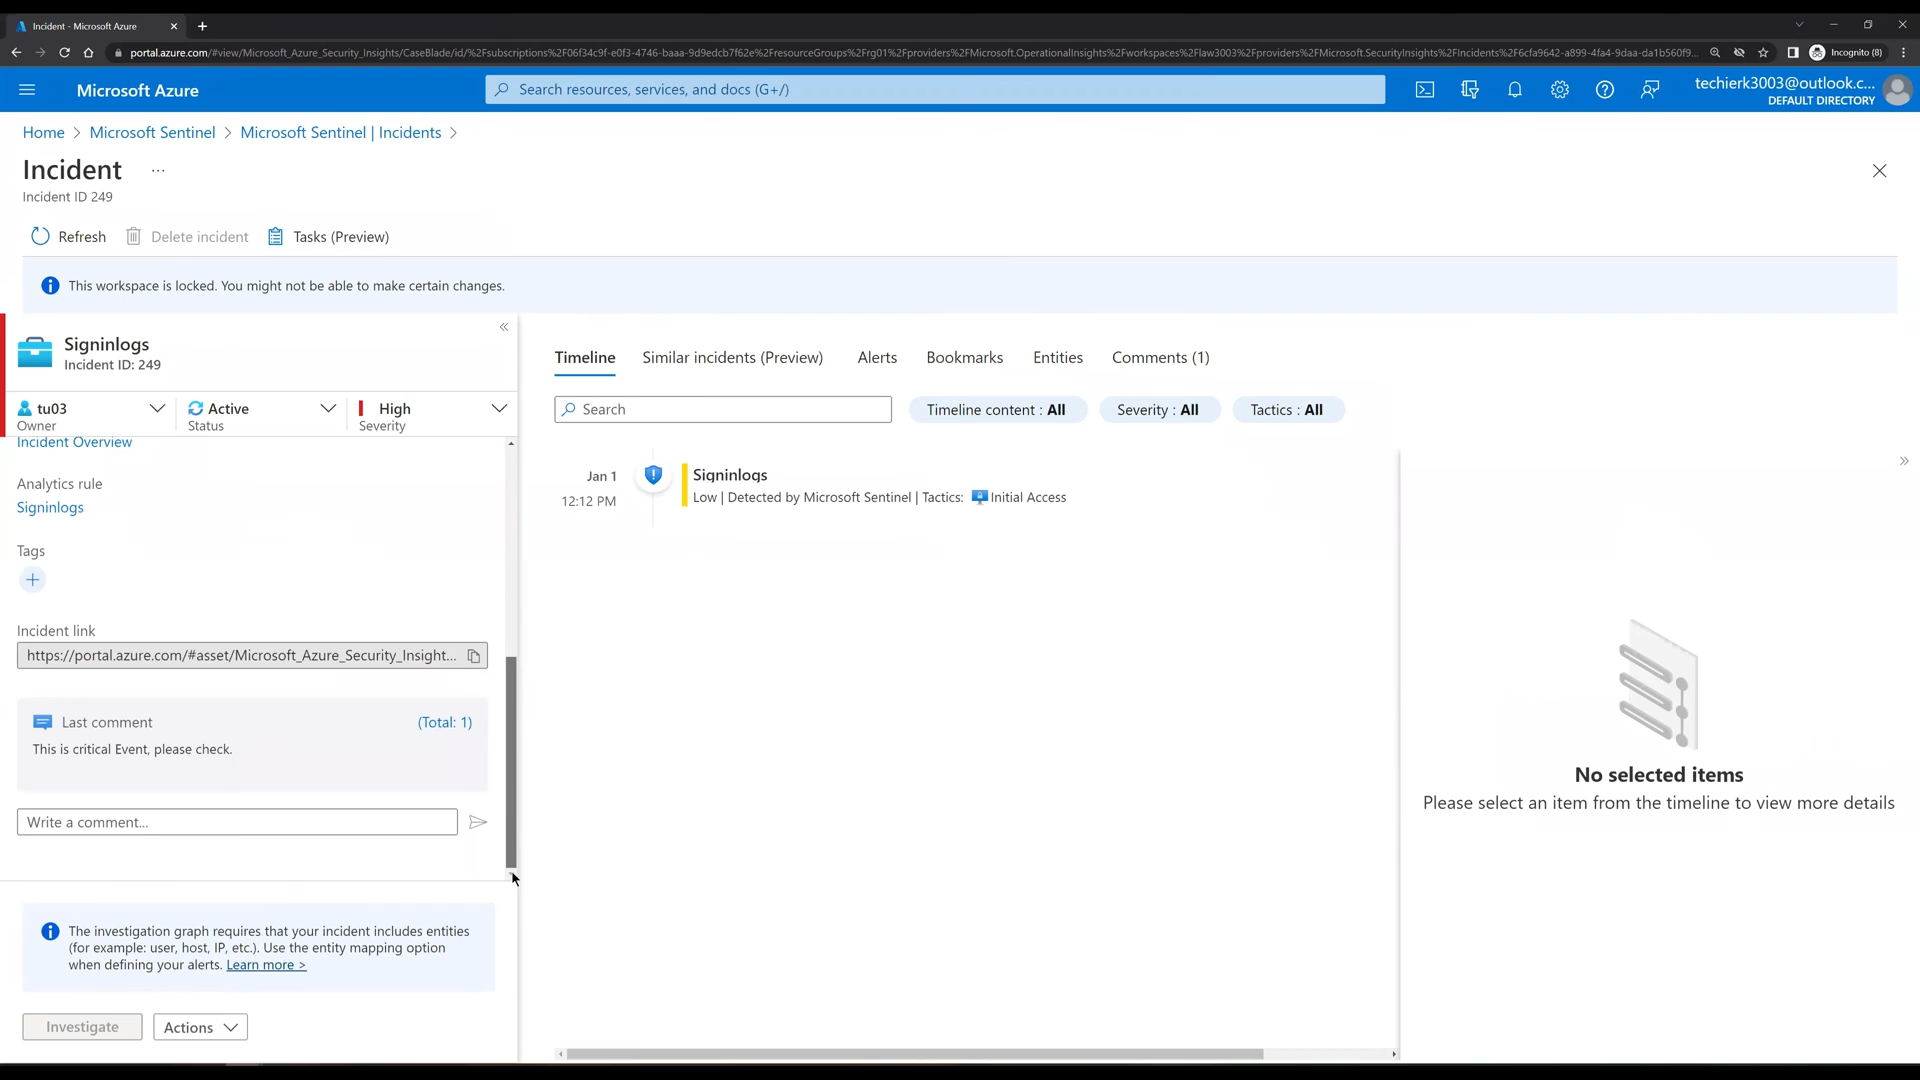 Incident - Microsoft Azure
portal.azure.com/#view/Microsoft_Azure_Security_Insights/CaseBlade/id/%2Fsubscriptions%2F06f34c9f-e0f3-4746-baaa-9d9edcb7f62e%2FresourceGroups%2Frg01%2Fproviders%2FMicrosoft.OperationalInsights%2Fworkspaces%2Flaw3003%2Fproviders%2FMicrosoft.SecurityInsights%2FIncidents%2F6cfa9642-a899-4fa4-9daa-da1b560f9...
Incognito (8)
Microsoft Azure
Search resources, services, and docs (G+/)
techierk3003@outlook.c...
DEFAULT DIRECTORY
Home > Microsoft Sentinel > Microsoft Sentinel | Incidents >
Incident ...
Incident ID 249
Refresh
Delete incident
Tasks (Preview)
This workspace is locked. You might not be able to make certain changes.
Signinlogs
Incident ID: 249
tu03
Owner
Active
Status
High
Severity
Incident Overview
Analytics rule
Signinlogs
Tags
Incident link
https://portal.azure.com/#asset/Microsoft_Azure_Security_Insight...
Last comment
(Total: 1)
This is critical Event, please check.
Write a comment...
The investigation graph requires that your incident includes entities
(for example: user, host, IP, etc.). Use the entity mapping option
when defining your alerts. Learn more >
Investigate
Actions
Timeline
Similar incidents (Preview)
Alerts
Bookmarks
Entities
Comments (1)
Search
Timeline content : All
Severity : All
Tactics : All
Jan 1
12:12 PM
Signinlogs
Low | Detected by Microsoft Sentinel | Tactics: Initial Access
No selected items
Please select an item from the timeline to view more details